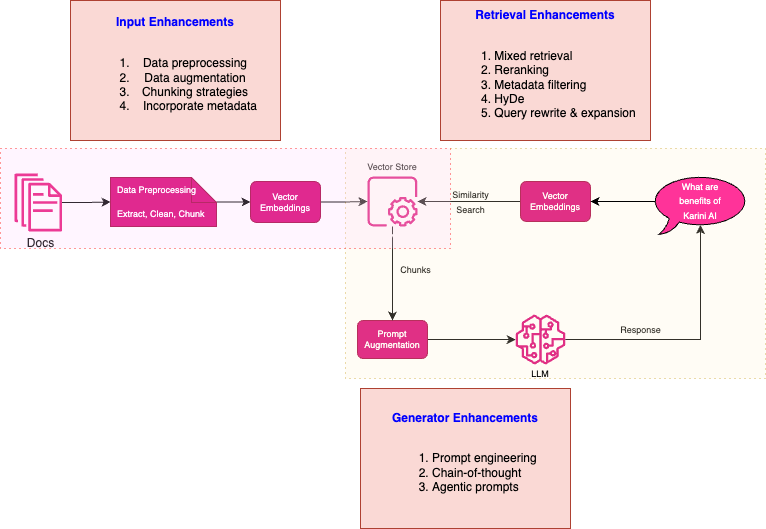 Input Enhancements
1. Data preprocessing
2. Data augmentation
3. Chunking strategies
4. Incorporate metadata
Retrieval Enhancements
1. Mixed retrieval
2. Reranking
3. Metadata filtering
4. HyDe
5. Query rewrite & expansion
Docs
Data Preprocessing
Extract, Clean, Chunk
Vector
Embeddings
Vector Store
Similarity
Search
Vector
Embeddings
What are
benefits of
Karini AI
Chunks
Prompt
Augmentation
LLM
Response
Generator Enhancements
1. Prompt engineering
2. Chain-of-thought
3. Agentic prompts